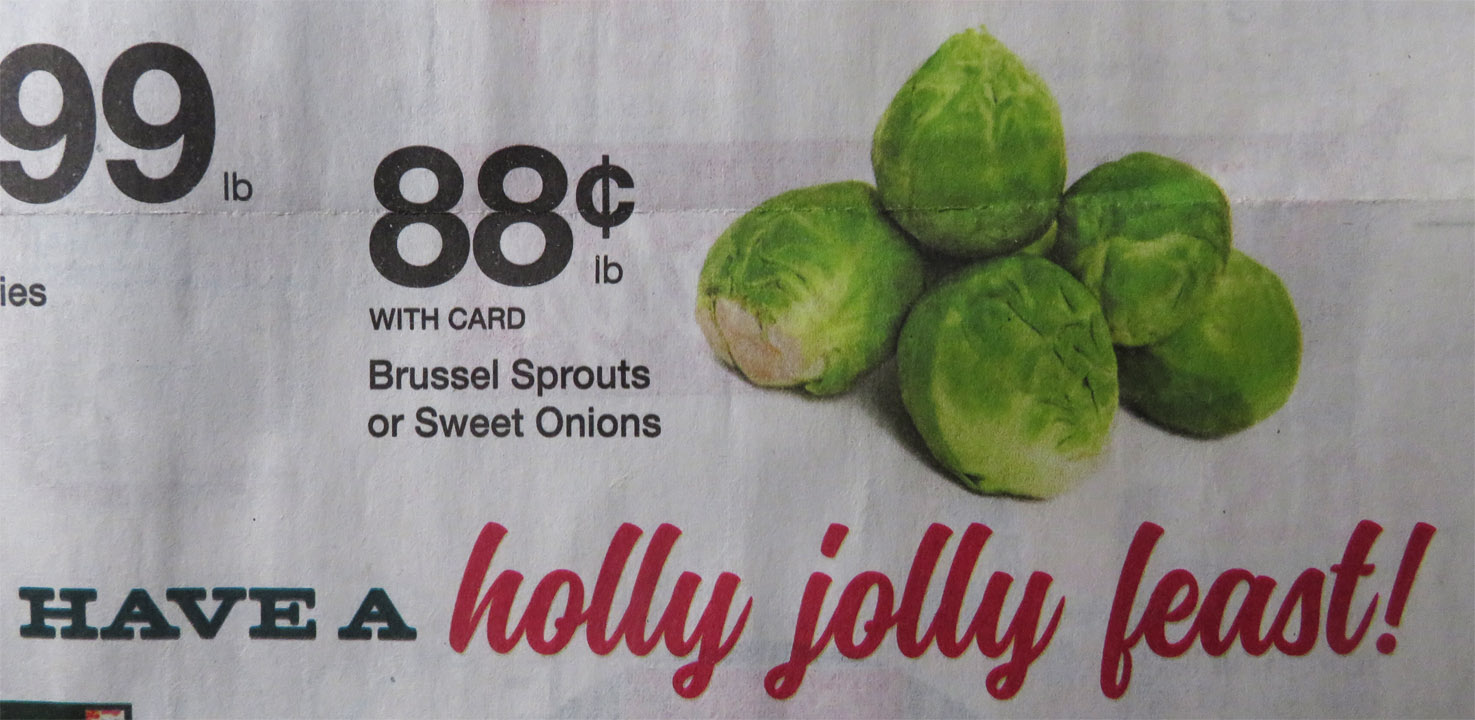 99
lb
88¢
lb
WITH CARD
Brussel Sprouts
or Sweet Onions
ies
HAVE A holly jolly feast!